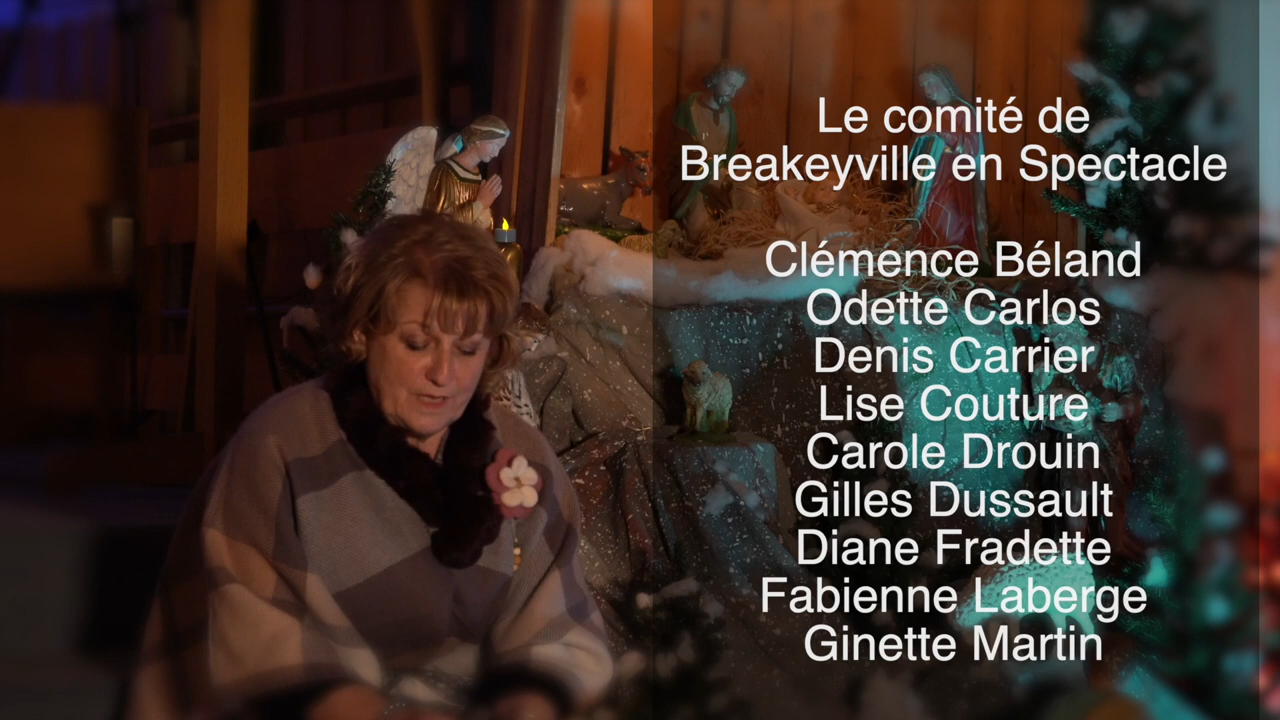 Le comité de
Breakeyville en Spectacle
Clémence Béland
Odette Carlos
Denis Carrier
Lise Couture
Carole Drouin
Gilles Dussault
Diane Fradette
Fabienne Laberge
Ginette Martin